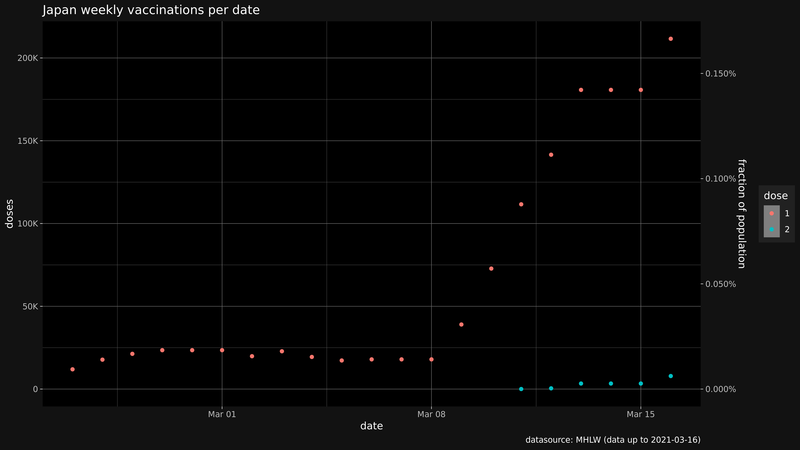 Japan weekly vaccinations per date
200K
150K
100K
50K
0
doses
0.150%
0.100%
0.050%
0.000%
fraction of population
dose
1
2
Mar 01
Mar 08
Mar 15
date
datasource: MHLW (data up to 2021-03-16)